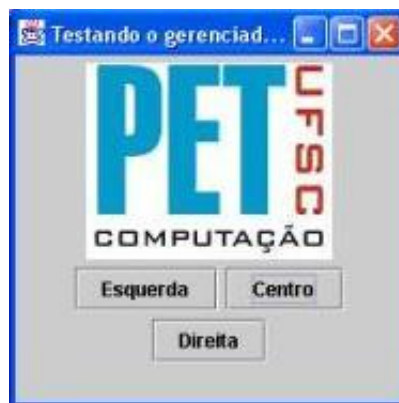 Testando o gerenciad...
PET
UFSC
COMPUTAÇÃO
Esquerda Centro
Direita